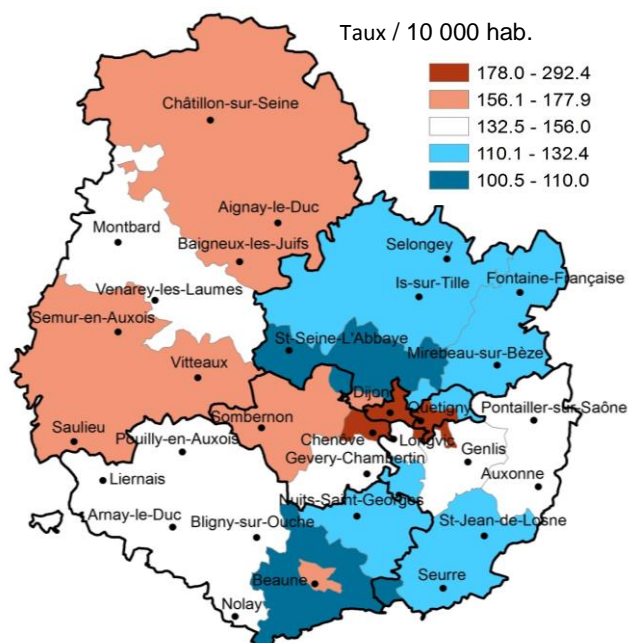 Taux / 10 000 hab.
178.0 - 292.4
156.1 - 177.9
132.5 - 156.0
110.1 - 132.4
100.5 - 110.0
Châtillon-sur-Seine
Aignay-le-Duc
Montbard
Baigneux-les-Juifs
Selongey
Is-sur-Tille
Fontaine-Française
Venarey-les-Laumes
Semur-en-Auxois
St-Seine-L'Abbaye
Mirebeau-sur-Bèze
Vitteaux
Dijon
Quetigny
Pontailler-sur-Saône
Sombernon
Saulieu
Pouilly-en-Auxois
Chenôve
Longvic
Genlis
Gevery-Chambertin
Liernais
Auxonne
Nuits-Saint-Georges
Arnay-le-Duc
Bligny-sur-Ouche
St-Jean-de-Losne
Beaune
Seurre
Nolay